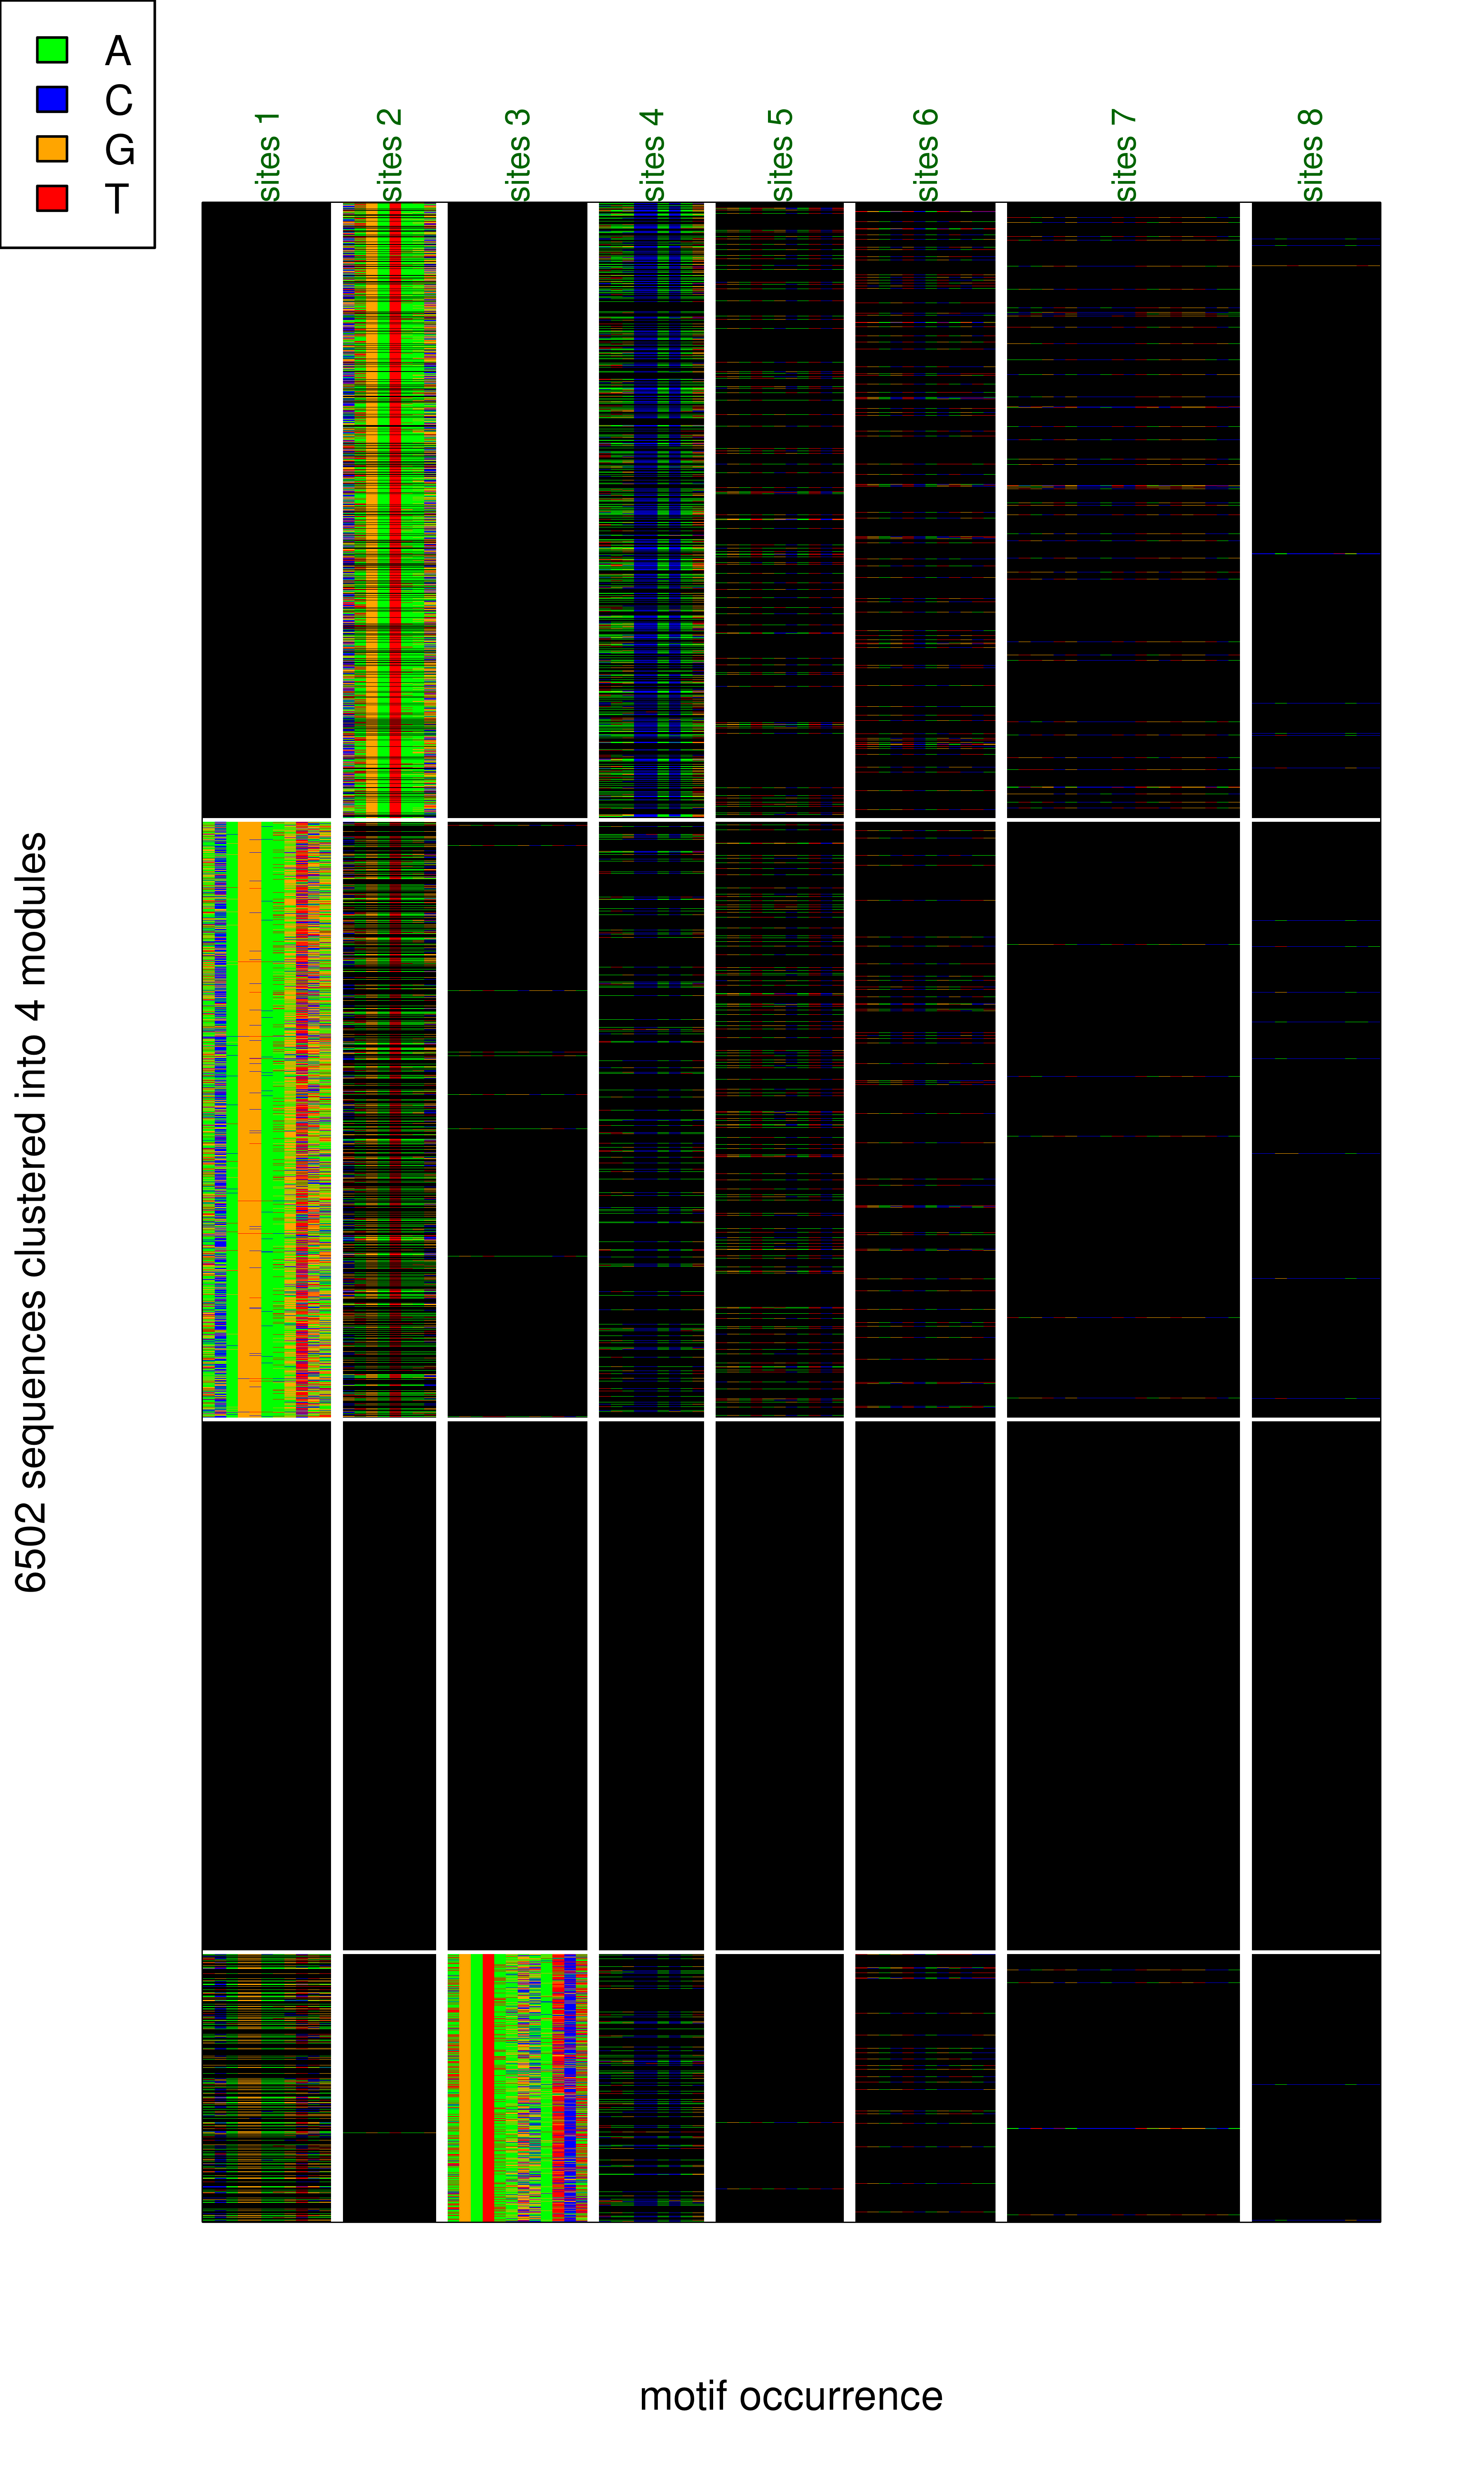 A
C
G
T
sites 1
sites 2
sites 3
sites 4
sites 5
sites 6
sites 7
sites 8
6502 sequences clustered into 4 modules
motif occurrence